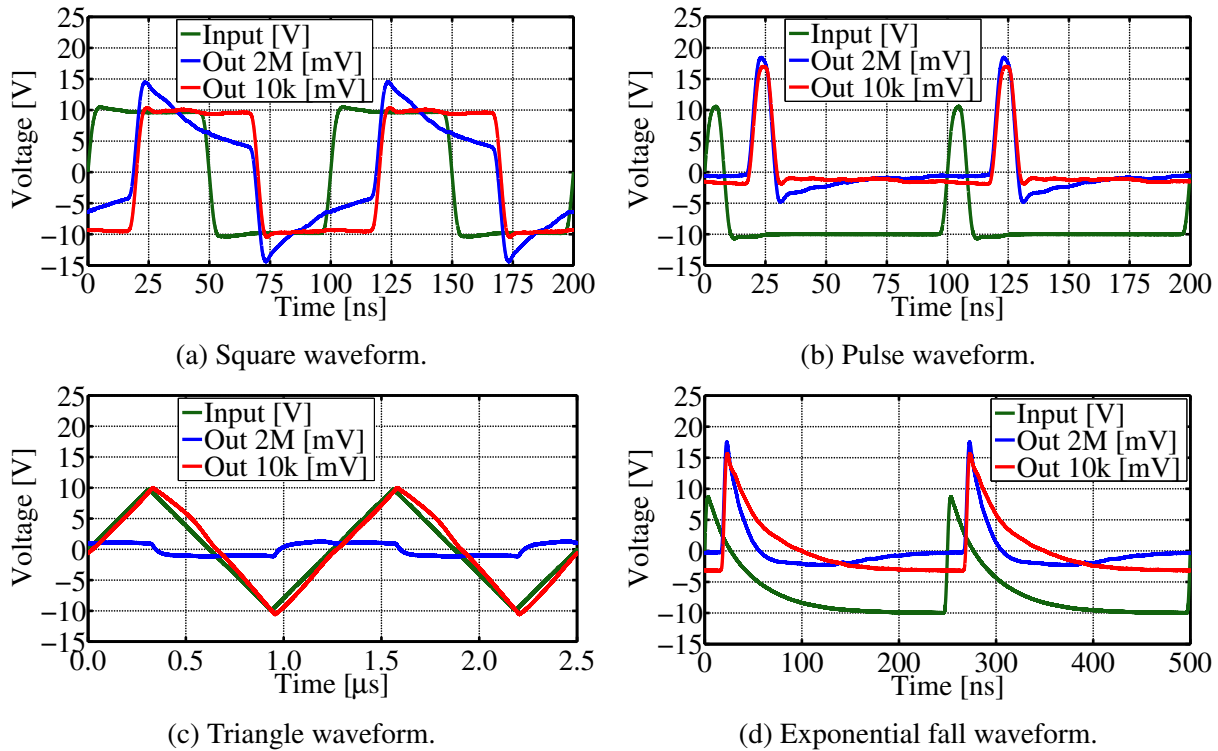 25
20
15
10
5
0
−5
−10
−15
Voltage [V]
Input [V]
Out 2M [mV]
Out 10k [mV]
0 25 50 75 100 125 150 175 200
Time [ns]
(a) Square waveform.
25
20
15
10
5
0
−5
−10
−15
Voltage [V]
Input [V]
Out 2M [mV]
Out 10k [mV]
0 25 50 75 100 125 150 175 200
Time [ns]
(b) Pulse waveform.
25
20
15
10
5
0
−5
−10
−15
Voltage [V]
Input [V]
Out 2M [mV]
Out 10k [mV]
0.0 0.5 1.0 1.5 2.0 2.5
Time [μs]
(c) Triangle waveform.
25
20
15
10
5
0
−5
−10
−15
Voltage [V]
Input [V]
Out 2M [mV]
Out 10k [mV]
0 100 200 300 400 500
Time [ns]
(d) Exponential fall waveform.